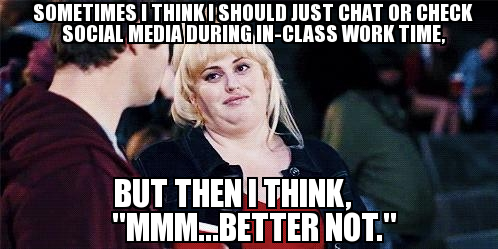 SOMETIMES I THINK I SHOULD JUST CHAT OR CHECK
SOCIAL MEDIA DURING IN-CLASS WORK TIME,
BUT THEN I THINK,
"MMM...BETTER NOT."